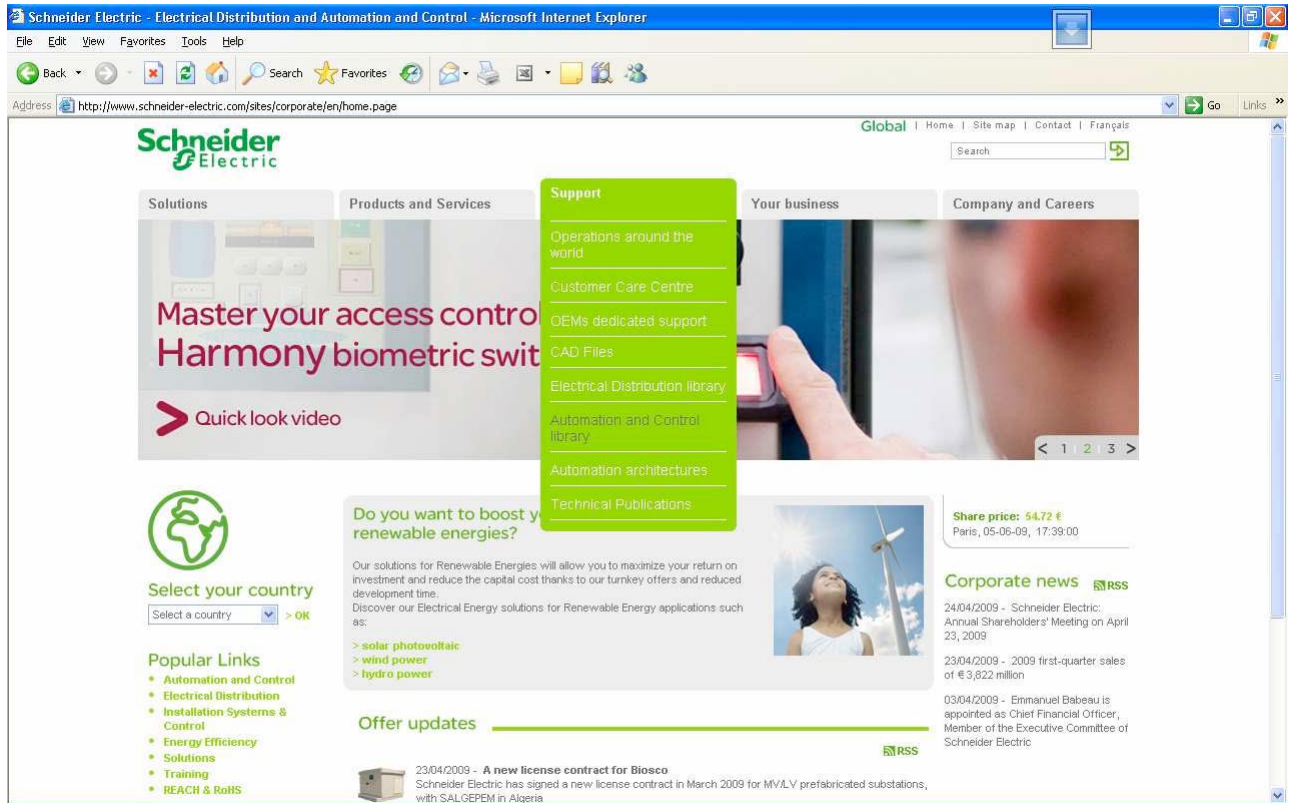 Schneider Electric - Electrical Distribution and Automation and Control - Microsoft Internet Explorer
File Edit View Favorites Tools Help
Back Search Favorites
Address http://www.schneider-electric.com/sites/corporate/en/home.page Go Links »
Schneider
Electric
Global | Home | Site map | Contact | Français
Search
Solutions
Products and Services
Support
Your business
Company and Careers
Operations around the
world
Customer Care Centre
OEMs dedicated support
CAD Files
Electrical Distribution library
Automation and Control
library
Automation architectures
Technical Publications
Master your access contro
Harmony biometric swit
Quick look video
< 1 | 2 | 3 >
Select your country
Select a country > OK
Popular Links
• Automation and Control
• Electrical Distribution
• Installation Systems &
Control
• Energy Efficiency
• Solutions
• Training
• REACH & RoHS
Do you want to boost y
renewable energies?
Our solutions for Renewable Energies will allow you to maximize your return on
investment and reduce the capital cost thanks to our turnkey offers and reduced
development time.
Discover our Electrical Energy solutions for Renewable Energy applications such
as:
> solar photovoltaic
> wind power
> hydro power
Offer updates
RSS
23/04/2009 - A new license contract for Biosco
Schneider Electric has signed a new license contract in March 2009 for MV/LV prefabricated substations,
with SALGEPEM in Algeria
Share price: 54.72 €
Paris, 05-06-09, 17:39:00
Corporate news RSS
24/04/2009 - Schneider Electric:
Annual Shareholders' Meeting on April
23, 2009
23/04/2009 - 2009 first-quarter sales
of € 3,822 million
03/04/2009 - Emmanuel Babeau is
appointed as Chief Financial Officer,
Member of the Executive Committee of
Schneider Electric